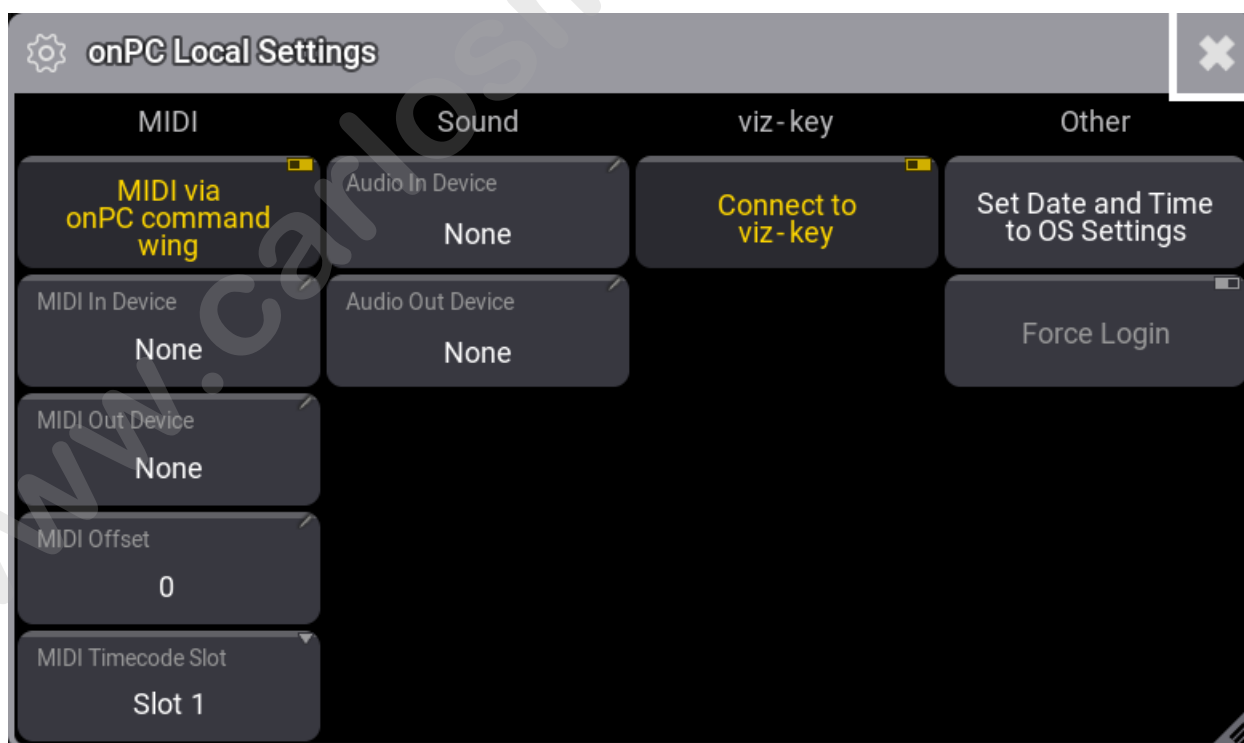 onPC Local Settings
MIDI
Sound
viz-key
Other
MIDI via
onPC command
wing
Audio In Device
None
Connect to
viz-key
Set Date and Time
to OS Settings
MIDI In Device
None
Audio Out Device
None
Force Login
MIDI Out Device
None
MIDI Offset
0
MIDI Timecode Slot
Slot 1